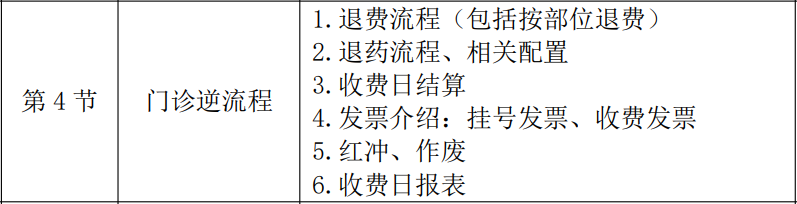 第 4 节
门诊逆流程
1.退费流程（包括按部位退费）
2.退药流程、相关配置
3.收费日结算
4.发票介绍：挂号发票、收费发票
5.红冲、作废
6.收费日报表